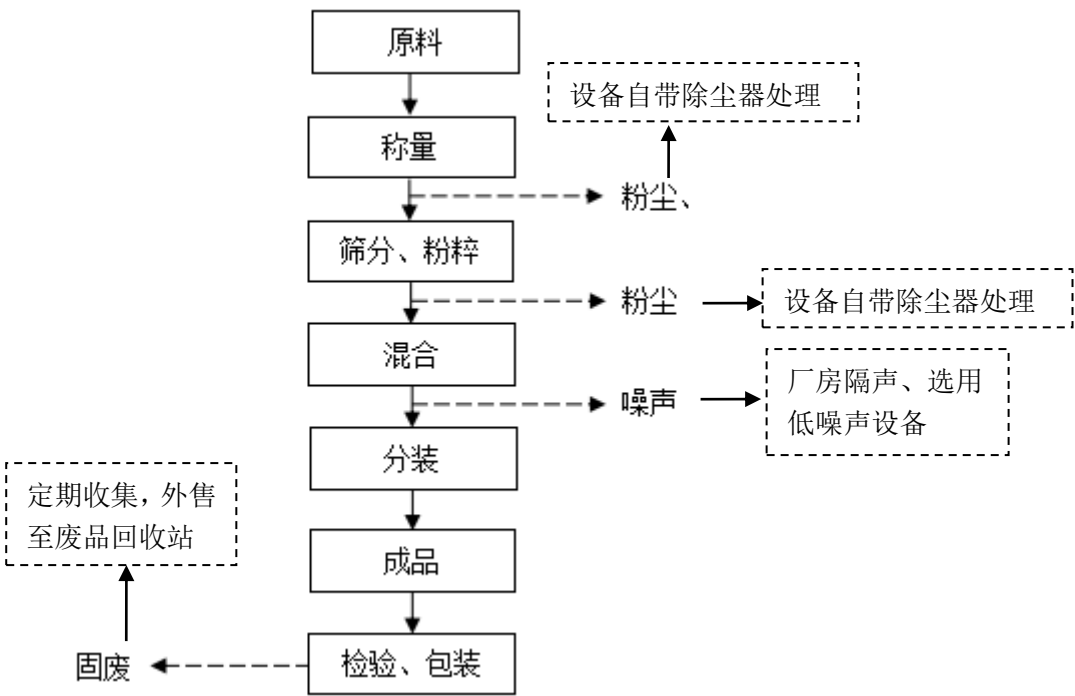 原料
设备自带除尘器处理
称量
粉尘、
筛分、粉粹
粉尘
设备自带除尘器处理
混合
厂房隔声、选用
低噪声设备
噪声
分装
定期收集，外售
至废品回收站
成品
固废
检验、包装